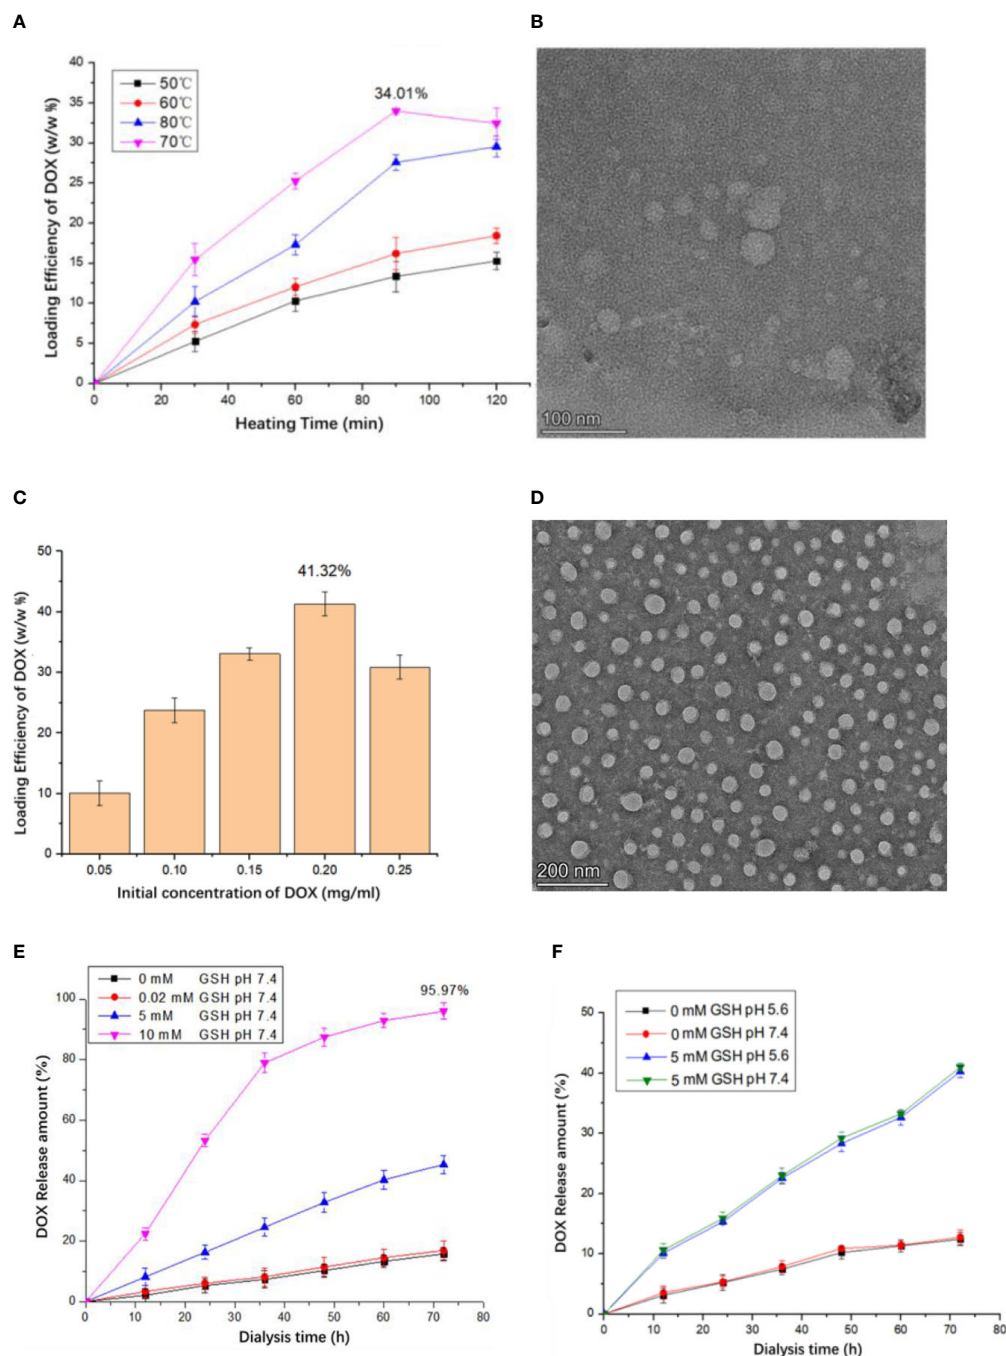 A
B
40
35
30
25
20
15
10
5
0
Loading Efficiency of DOX (w/w %)
50℃
60℃
80℃
70℃
34.01%
0 20 40 60 80 100 120
Heating Time (min)
100 nm
C
D
50
40
30
20
10
0
Loading Efficiency of DOX (w/w %)
41.32%
0.05 0.10 0.15 0.20 0.25
Initial concentration of DOX (mg/ml)
200 nm
E
F
100
80
60
40
20
0
DOX Release amount (%)
0 mM GSH pH 7.4
0.02 mM GSH pH 7.4
5 mM GSH pH 7.4
10 mM GSH pH 7.4
95.97%
0 10 20 30 40 50 60 70 80
Dialysis time (h)
50
40
30
20
10
0
DOX Release amount (%)
0 mM GSH pH 5.6
0 mM GSH pH 7.4
5 mM GSH pH 5.6
5 mM GSH pH 7.4
0 10 20 30 40 50 60 70 80
Dialysis time (h)